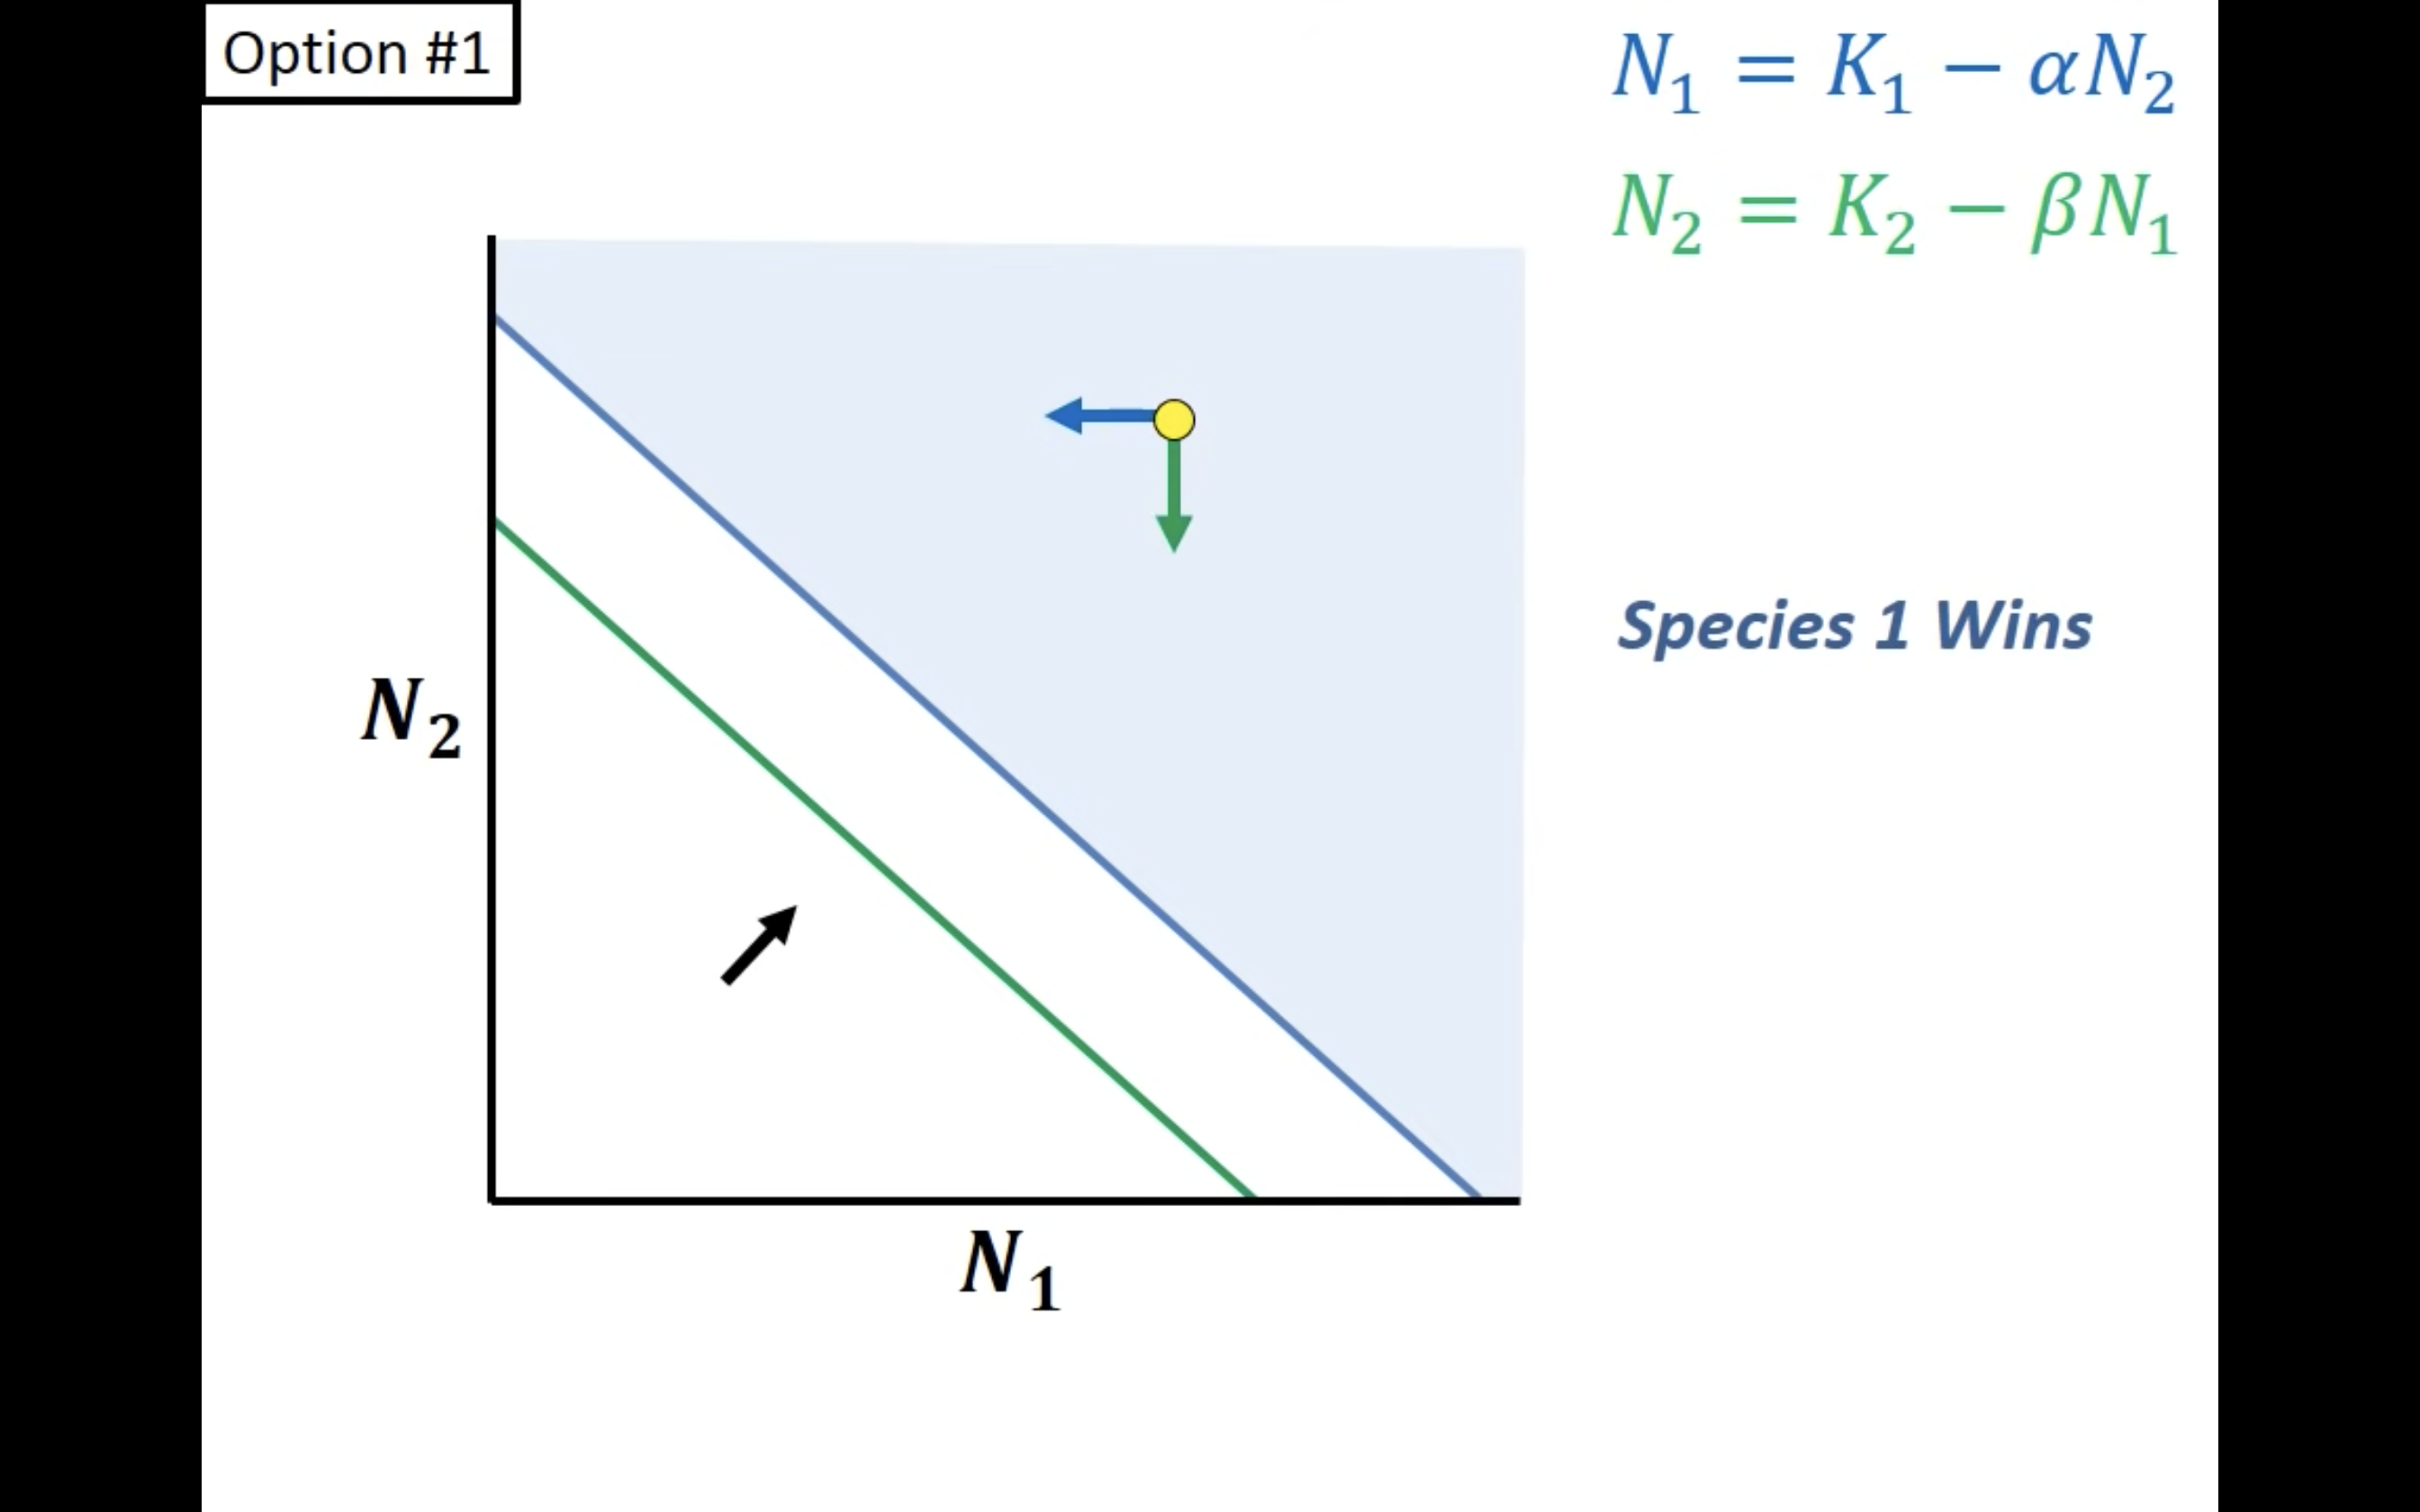 Option #1
N₁ = K₁ − αN₂
N₂ = K₂ − βN₁
Species 1 Wins
N₂
N₁